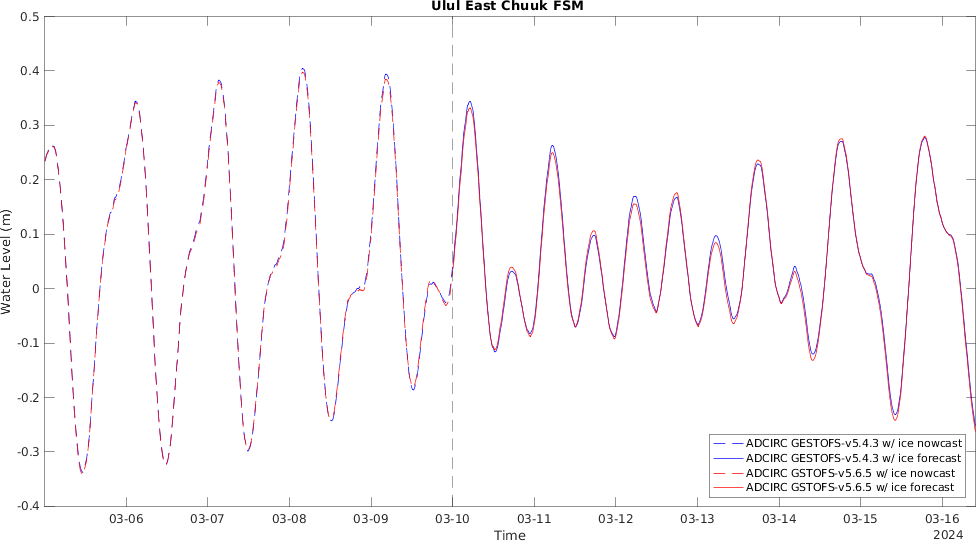 Ulul East Chuuk FSM
0.5
0.4
0.3
0.2
0.1
0
-0.1
-0.2
-0.3
-0.4
Water Level (m)
ADCIRC GESTOFS-v5.4.3 w/ ice nowcast
ADCIRC GESTOFS-v5.4.3 w/ ice forecast
ADCIRC GSTOFS-v5.6.5 w/ ice nowcast
ADCIRC GSTOFS-v5.6.5 w/ ice forecast
03-06 03-07 03-08 03-09 03-10 03-11 03-12 03-13 03-14 03-15 03-16
Time
2024